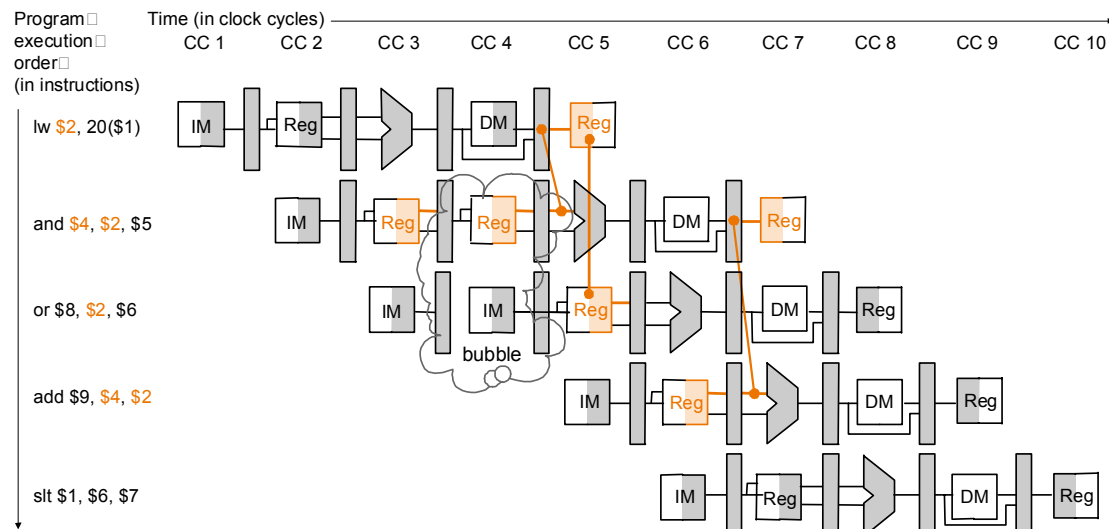 Program□ Time (in clock cycles)
execution□ CC 1 CC 2 CC 3 CC 4 CC 5 CC 6 CC 7 CC 8 CC 9 CC 10
order□
(in instructions)
lw $2, 20($1) IM Reg DM Reg
and $4, $2, $5 IM Reg Reg DM Reg
or $8, $2, $6 IM IM Reg DM Reg
bubble
add $9, $4, $2 IM Reg DM Reg
slt $1, $6, $7 IM Reg DM Reg